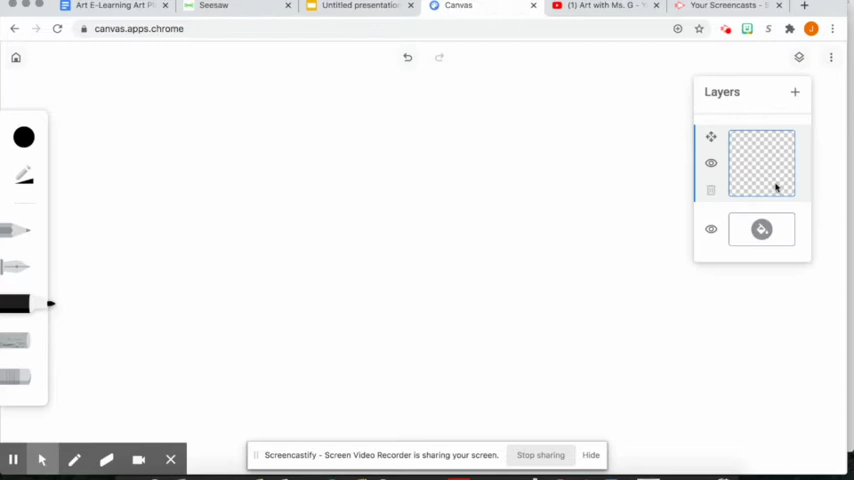 Art E-Learning Art Pl
Seesaw
Untitled presentation
Canvas
(1) Art with Ms. G - Y
Your Screencasts - S
canvas.apps.chrome
S
J
Layers
Screencastify - Screen Video Recorder is sharing your screen.
Stop sharing
Hide